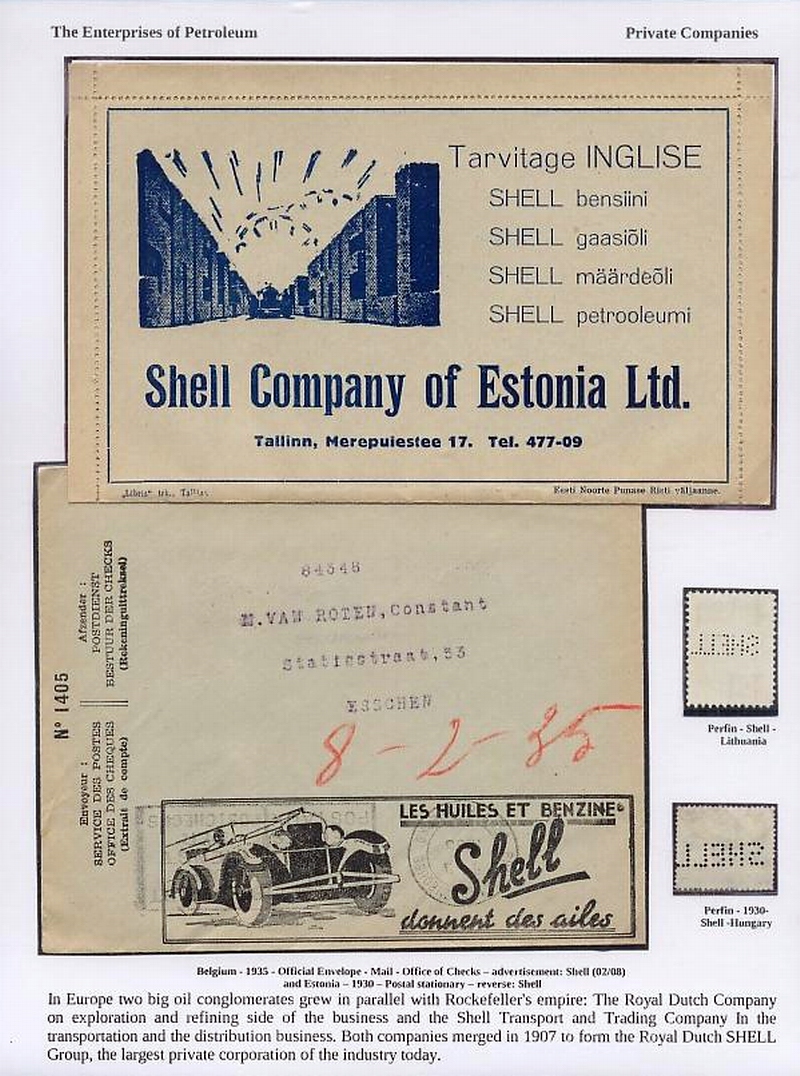 The Enterprises of Petroleum
Private Companies
Tarvitage INGLISE
SHELL bensiini
SHELL gaasiõli
SHELL määrdeõli
SHELL petrooleumi
Shell Company of Estonia Ltd.
Tallinn, Merepuiestee 17. Tel. 477-09
„Libris“ trk., Tallinn.
Eesti Noorte Punase Risti väljaanne.
Afzender :
POSTDIENST
BESTUUR DER CHECKS
(Rekeninguittreksel)
Nº 1405
Envoyeur :
SERVICE DES POSTES
OFFICE DES CHEQUES
(Extrait de compte)
84348
M.VAN ROTEN,Constant
Statiestraat,53
ESSCHEN
8-2-35
LES HUILES ET BENZINE
Shell
donnent des ailes
SHELL
Perfin - Shell -
Lithuania
SHELL
Perfin - 1930-
Shell -Hungary
Belgium - 1935 - Official Envelope - Mail - Office of Checks – advertisement: Shell (02/08)
and Estonia – 1930 – Postal stationary – reverse: Shell
In Europe two big oil conglomerates grew in parallel with Rockefeller's empire: The Royal Dutch Company
on exploration and refining side of the business and the Shell Transport and Trading Company In the
transportation and the distribution business. Both companies merged in 1907 to form the Royal Dutch SHELL
Group, the largest private corporation of the industry today.